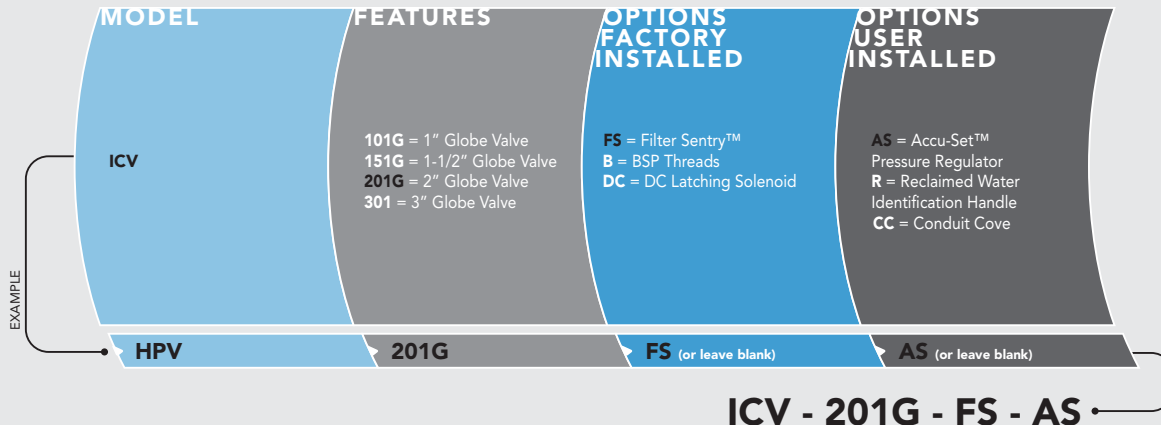 MODEL
FEATURES
OPTIONS
FACTORY
INSTALLED
OPTIONS
USER
INSTALLED
ICV
101G = 1" Globe Valve
151G = 1-1/2" Globe Valve
201G = 2" Globe Valve
301 = 3" Globe Valve
FS = Filter Sentry™
B = BSP Threads
DC = DC Latching Solenoid
AS = Accu-Set™
Pressure Regulator
R = Reclaimed Water
Identification Handle
CC = Conduit Cove
EXAMPLE
HPV
201G
FS (or leave blank)
AS (or leave blank)
ICV - 201G - FS - AS